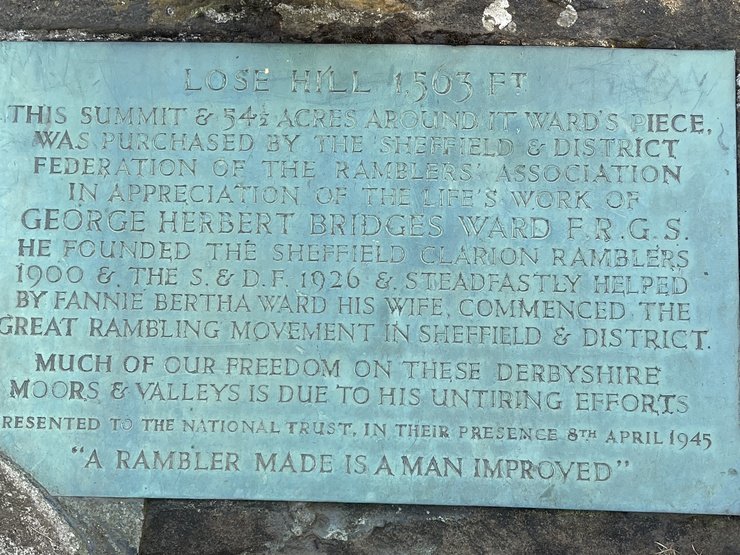 LOSE HILL 1,563 FT
THIS SUMMIT & 54½ ACRES AROUND IT, WARD'S PIECE,
WAS PURCHASED BY THE SHEFFIELD & DISTRICT
FEDERATION OF THE RAMBLERS' ASSOCIATION
IN APPRECIATION OF THE LIFE'S WORK OF
GEORGE HERBERT BRIDGES WARD F.R.G.S.
HE FOUNDED THE SHEFFIELD CLARION RAMBLERS
1900 &, THE S. & D.F. 1926 &, STEADFASTLY HELPED
BY FANNIE BERTHA WARD HIS WIFE, COMMENCED THE
GREAT RAMBLING MOVEMENT IN SHEFFIELD & DISTRICT.
MUCH OF OUR FREEDOM ON THESE DERBYSHIRE
MOORS & VALLEYS IS DUE TO HIS UNTIRING EFFORTS
RESENTED TO THE NATIONAL TRUST, IN THEIR PRESENCE 8TH APRIL 1945
"A RAMBLER MADE IS A MAN IMPROVED"